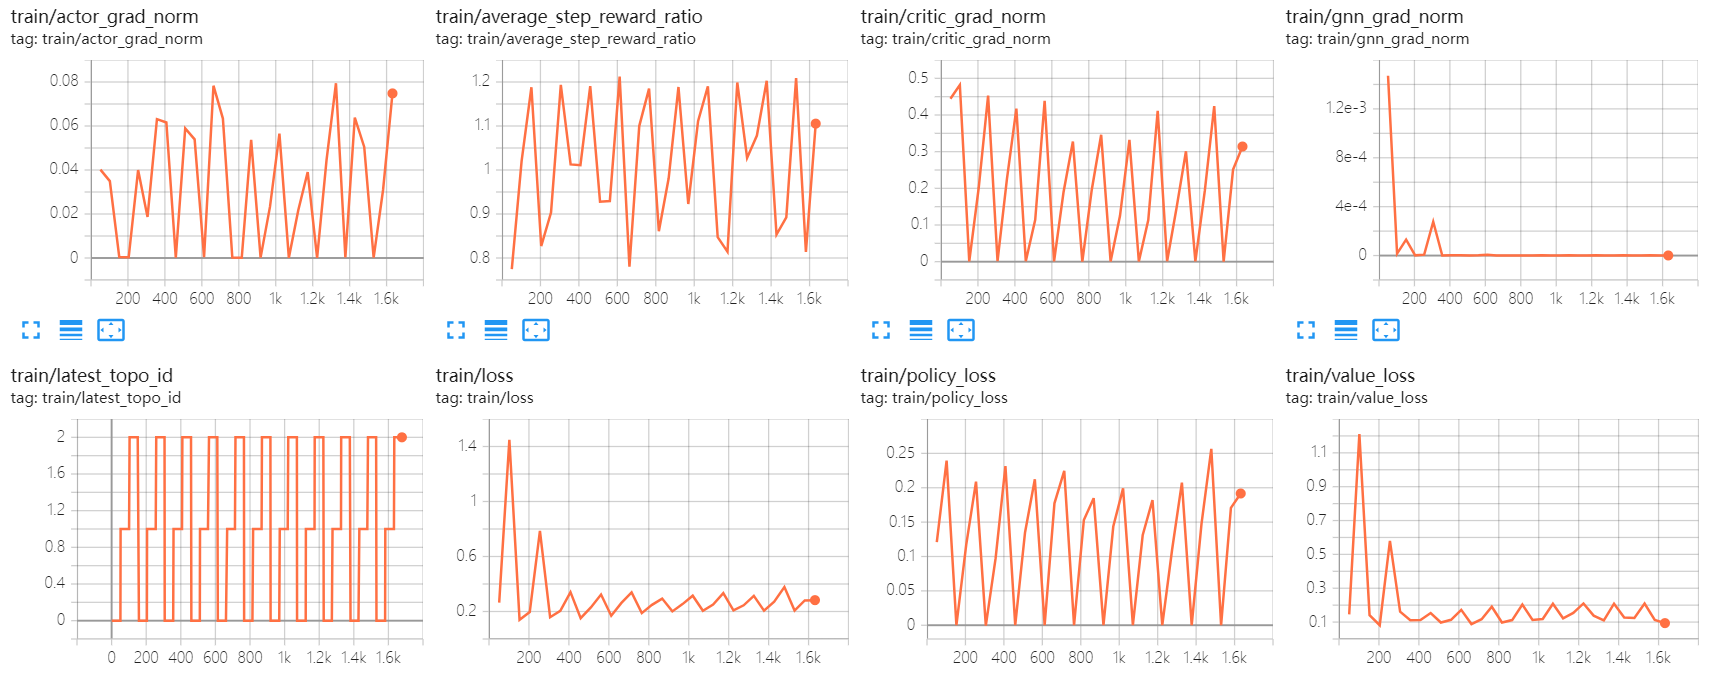 train/actor_grad_norm
tag: train/actor_grad_norm
0.08
0.06
0.04
0.02
0
200 400 600 800 1k 1.2k 1.4k 1.6k
train/average_step_reward_ratio
tag: train/average_step_reward_ratio
1.2
1.1
1
0.9
0.8
200 400 600 800 1k 1.2k 1.4k 1.6k
train/critic_grad_norm
tag: train/critic_grad_norm
0.5
0.4
0.3
0.2
0.1
0
200 400 600 800 1k 1.2k 1.4k 1.6k
train/gnn_grad_norm
tag: train/gnn_grad_norm
1.2e-3
8e-4
4e-4
0
200 400 600 800 1k 1.2k 1.4k 1.6k
train/latest_topo_id
tag: train/latest_topo_id
2
1.6
1.2
0.8
0.4
0
0 200 400 600 800 1k 1.2k 1.4k 1.6k
train/loss
tag: train/loss
1.4
1
0.6
0.2
200 400 600 800 1k 1.2k 1.4k 1.6k
train/policy_loss
tag: train/policy_loss
0.25
0.2
0.15
0.1
0.05
0
200 400 600 800 1k 1.2k 1.4k 1.6k
train/value_loss
tag: train/value_loss
1.1
0.9
0.7
0.5
0.3
0.1
200 400 600 800 1k 1.2k 1.4k 1.6k